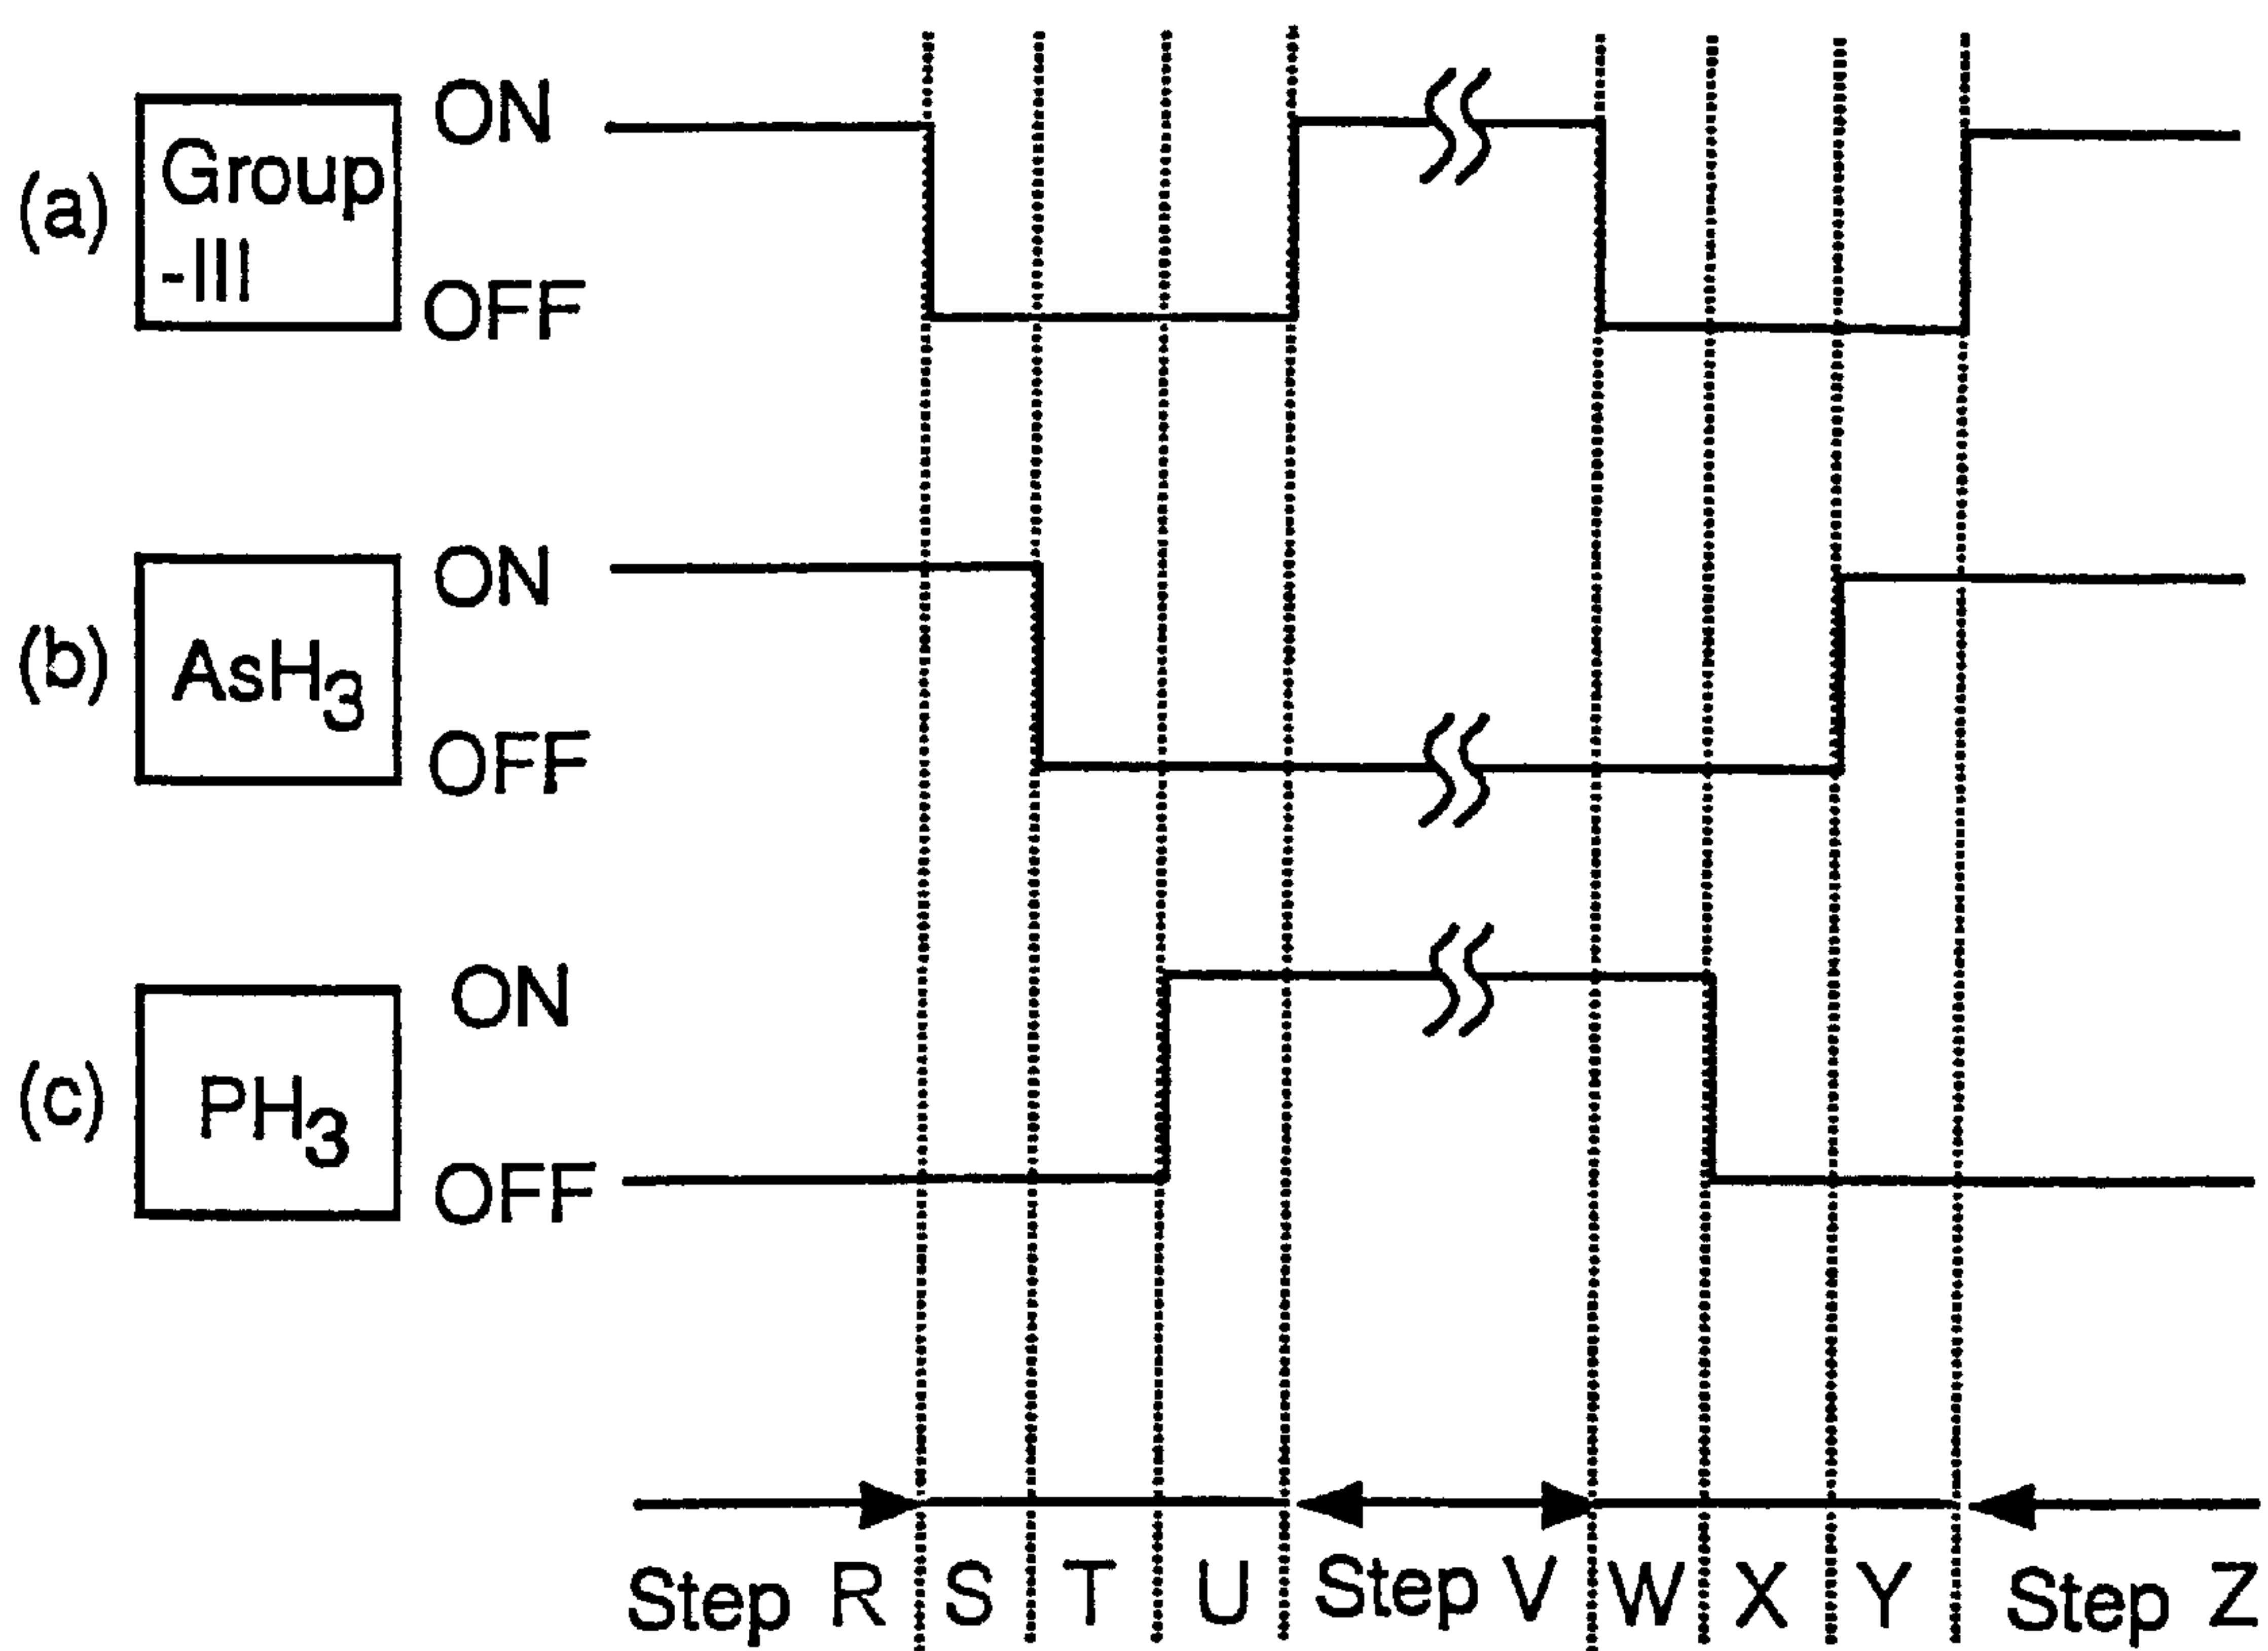 (a) Group
-III
ON
OFF
(b) AsH3
ON
OFF
(c) PH3
ON
OFF
Step R S T U Step V W X Y Step Z